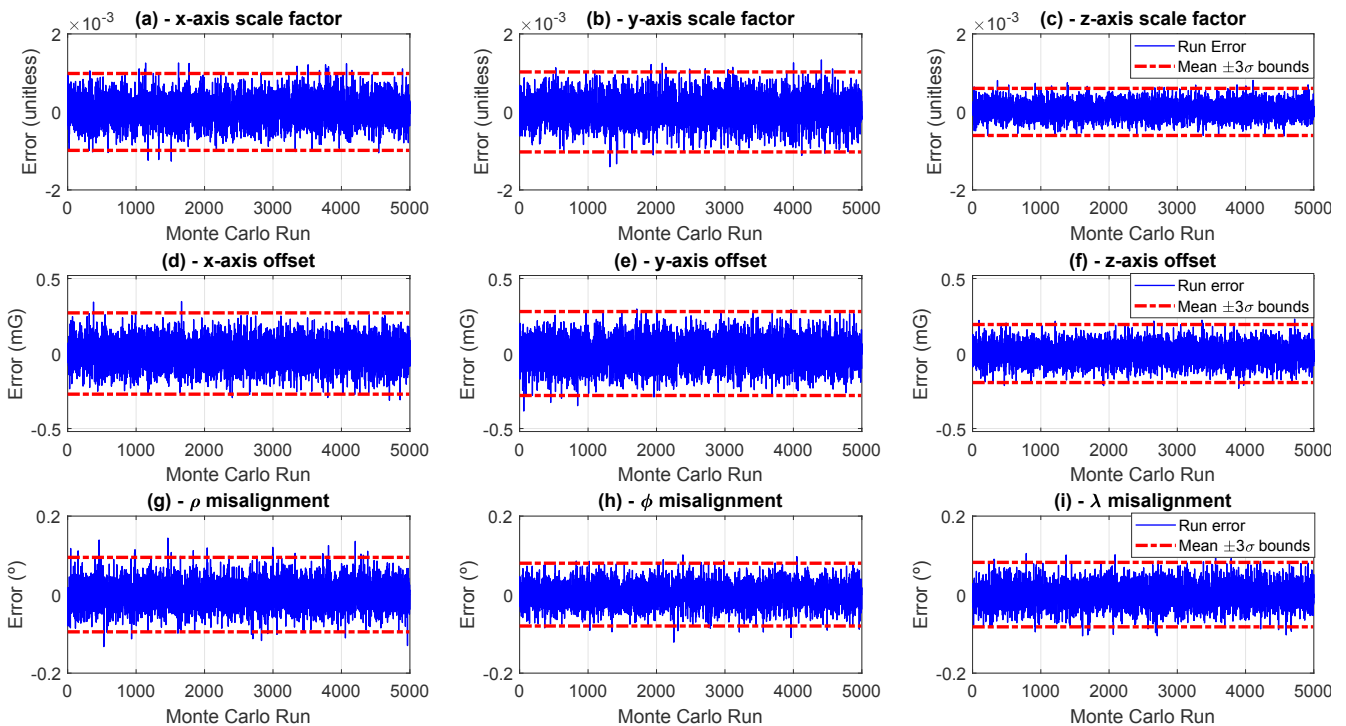 (a) - x-axis scale factor
×10⁻³
2
0
-2
Error (unitless)
0 1000 2000 3000 4000 5000
Monte Carlo Run
(b) - y-axis scale factor
×10⁻³
2
0
-2
Error (unitless)
0 1000 2000 3000 4000 5000
Monte Carlo Run
(c) - z-axis scale factor
×10⁻³
2
0
-2
Error (unitless)
Run Error
Mean ±3σ bounds
0 1000 2000 3000 4000 5000
Monte Carlo Run
(d) - x-axis offset
0.5
0
-0.5
Error (mG)
0 1000 2000 3000 4000 5000
Monte Carlo Run
(e) - y-axis offset
0.5
0
-0.5
Error (mG)
0 1000 2000 3000 4000 5000
Monte Carlo Run
(f) - z-axis offset
0.5
0
-0.5
Error (mG)
Run error
Mean ±3σ bounds
0 1000 2000 3000 4000 5000
Monte Carlo Run
(g) - ρ misalignment
0.2
0
-0.2
Error (º)
0 1000 2000 3000 4000 5000
Monte Carlo Run
(h) - ϕ misalignment
0.2
0
-0.2
Error (º)
0 1000 2000 3000 4000 5000
Monte Carlo Run
(i) - λ misalignment
0.2
0
-0.2
Error (º)
Run error
Mean ±3σ bounds
0 1000 2000 3000 4000 5000
Monte Carlo Run